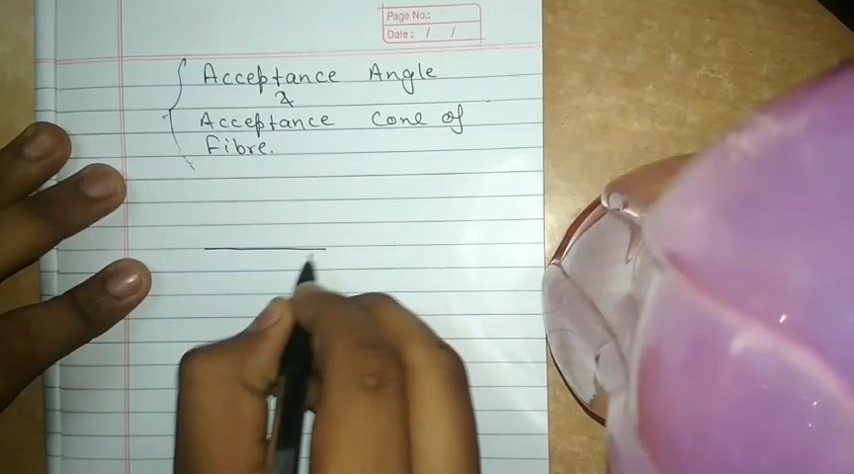 Page No.:
Date: / /
Acceptance Angle
&
Acceptance Cone of
Fibre.